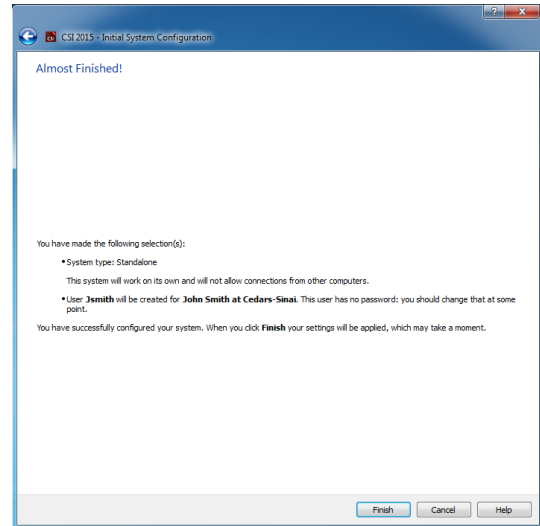 ?
x
CSI
CSI 2015 - Initial System Configuration
Almost Finished!
You have made the following selection(s):
•System type: Standalone
This system will work on its own and will not allow connections from other computers.
•User Jsmith will be created for John Smith at Cedars-Sinai. This user has no password: you should change that at some
point.
You have successfully configured your system. When you click Finish your settings will be applied, which may take a moment.
Finish
Cancel
Help